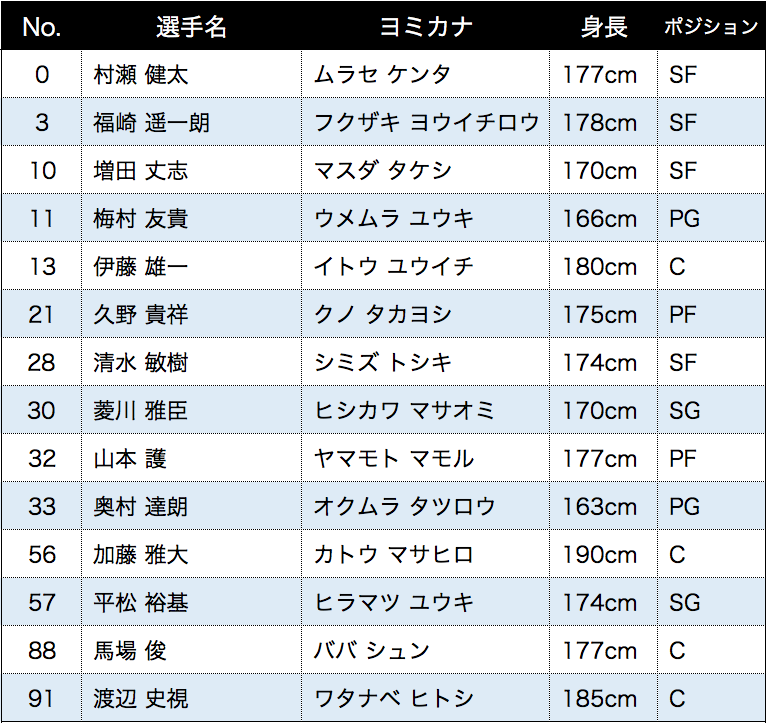 No. 選手名 ヨミカナ 身長 ポジション
0 村瀬 健太 ムラセ ケンタ 177cm SF
3 福崎 遥一朗 フクザキ ヨウイチロウ 178cm SF
10 増田 丈志 マスダ タケシ 170cm SF
11 梅村 友貴 ウメムラ ユウキ 166cm PG
13 伊藤 雄一 イトウ ユウイチ 180cm C
21 久野 貴祥 クノ タカヨシ 175cm PF
28 清水 敏樹 シミズ トシキ 174cm SF
30 菱川 雅臣 ヒシカワ マサオミ 170cm SG
32 山本 護 ヤマモト マモル 177cm PF
33 奥村 達朗 オクムラ タツロウ 163cm PG
56 加藤 雅大 カトウ マサヒロ 190cm C
57 平松 裕基 ヒラマツ ユウキ 174cm SG
88 馬場 俊 ババ シュン 177cm C
91 渡辺 史視 ワタナベ ヒトシ 185cm C